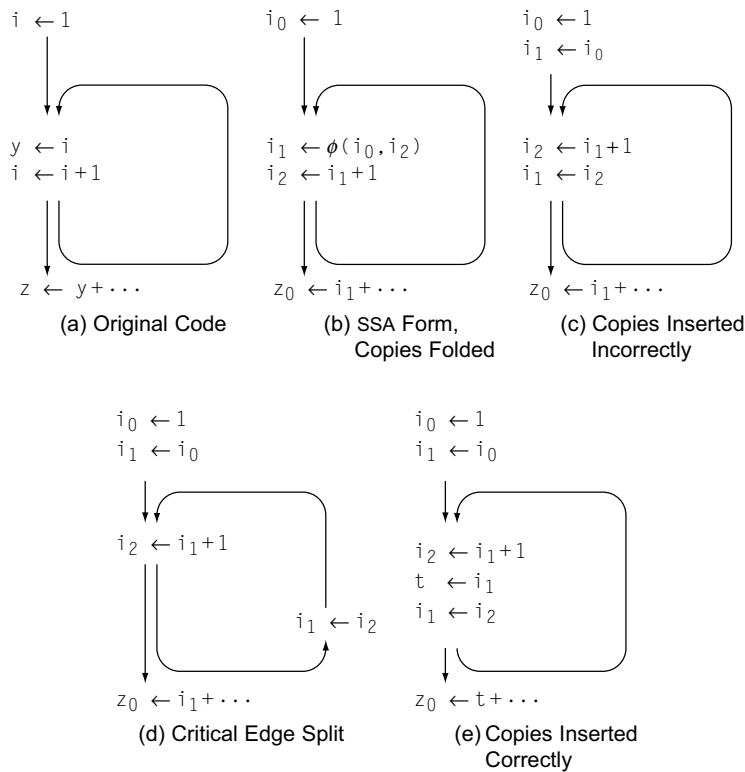 i ← 1
y ← i
i ← i+1
z ← y+···
(a) Original Code
i₀ ← 1
i₁ ← ϕ(i₀,i₂)
i₂ ← i₁+1
z₀ ← i₁+···
(b) SSA Form,
Copies Folded
i₀ ← 1
i₁ ← i₀
i₂ ← i₁+1
i₁ ← i₂
z₀ ← i₁+···
(c) Copies Inserted
Incorrectly
i₀ ← 1
i₁ ← i₀
i₂ ← i₁+1
i₁ ← i₂
z₀ ← i₁+···
(d) Critical Edge Split
i₀ ← 1
i₁ ← i₀
i₂ ← i₁+1
t ← i₁
i₁ ← i₂
z₀ ← t+···
(e) Copies Inserted
Correctly